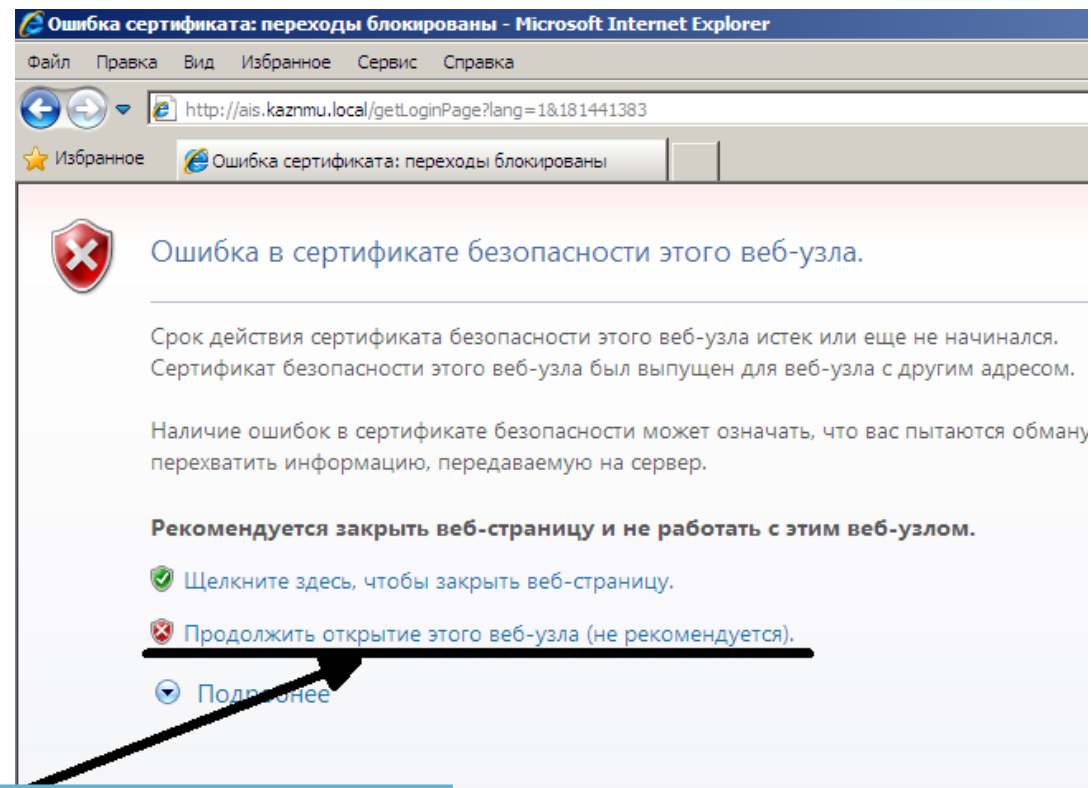 Ошибка сертификата: переходы блокированы - Microsoft Internet Explorer
Файл Правка Вид Избранное Сервис Справка
http://ais.kaznmu.local/getLoginPage?lang=1&181441383
Избранное Ошибка сертификата: переходы блокированы
Ошибка в сертификате безопасности этого веб-узла.
Срок действия сертификата безопасности этого веб-узла истек или еще не начинался.
Сертификат безопасности этого веб-узла был выпущен для веб-узла с другим адресом.
Наличие ошибок в сертификате безопасности может означать, что вас пытаются обману
перехватить информацию, передаваемую на сервер.
Рекомендуется закрыть веб-страницу и не работать с этим веб-узлом.
Щелкните здесь, чтобы закрыть веб-страницу.
Продолжить открытие этого веб-узла (не рекомендуется).
Подробнее